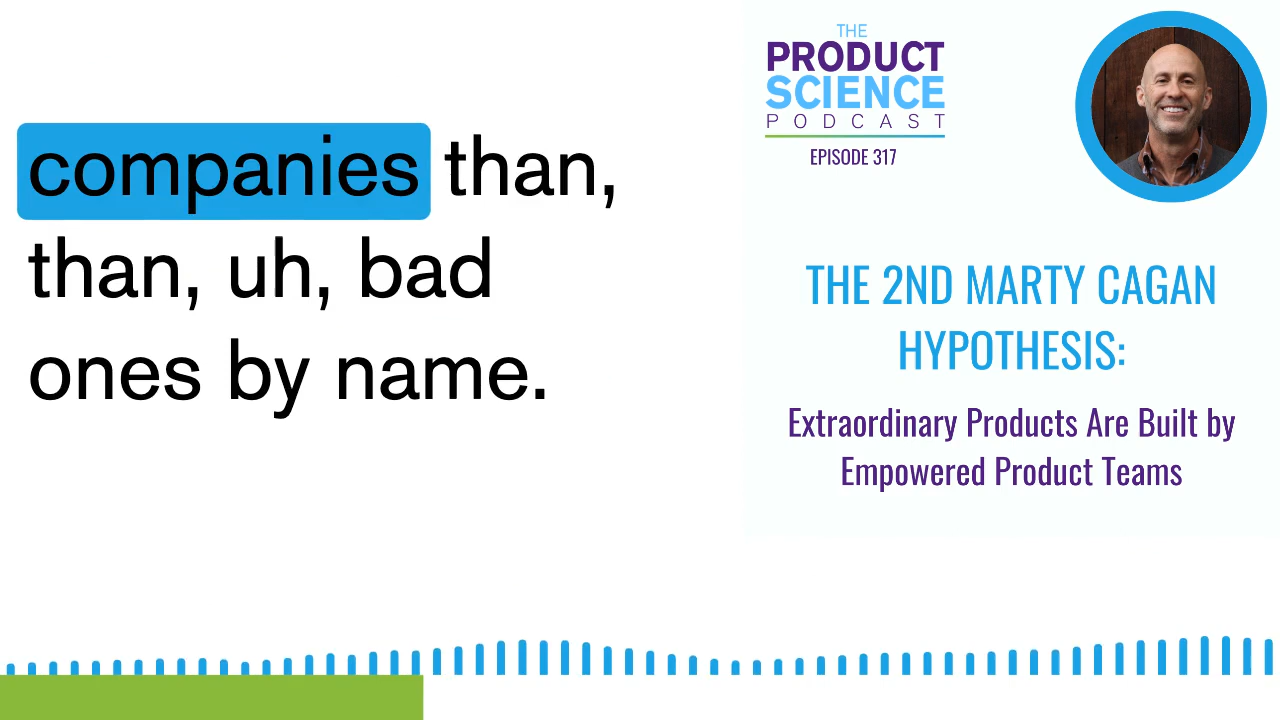 companies than,
than, uh, bad
ones by name.
THE
PRODUCT
SCIENCE
PODCAST
EPISODE 317
THE 2ND MARTY CAGAN
HYPOTHESIS:
Extraordinary Products Are Built by
Empowered Product Teams